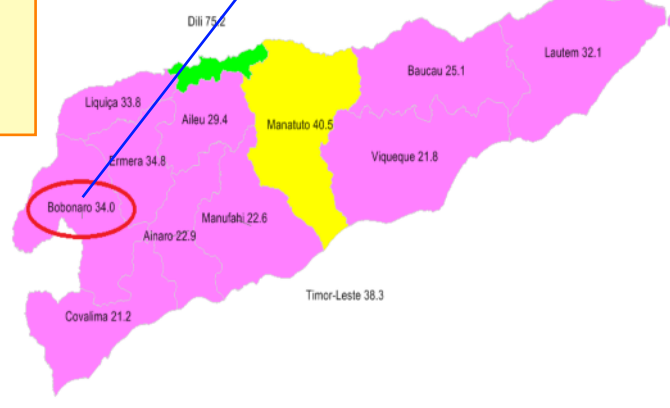 Dili 75.2
Lautem 32.1
Baucau 25.1
Liquiça 33.8
Aileu 29.4
Manatuto 40.5
Ermera 34.8
Viqueque 21.8
Bobonaro 34.0
Manufahi 22.6
Ainaro 22.9
Timor-Leste 38.3
Covalima 21.2